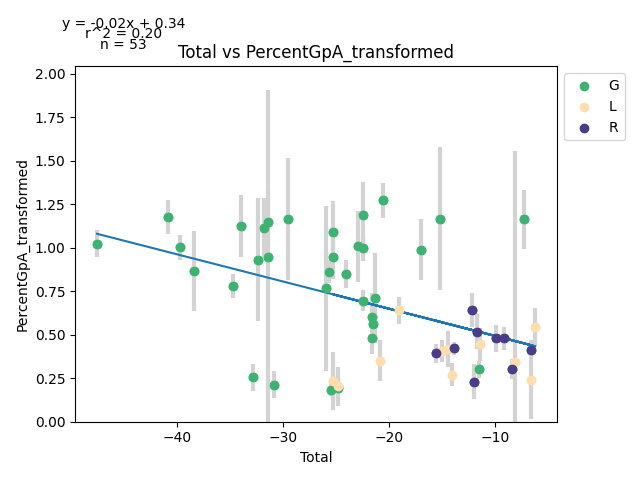 y = -0.02x + 0.34
r^2 = 0.20
n = 53
Total vs PercentGpA_transformed
2.00
1.75
1.50
1.25
1.00
0.75
0.50
0.25
0.00
PercentGpA_transformed
−40
−30
−20
−10
Total
G
L
R